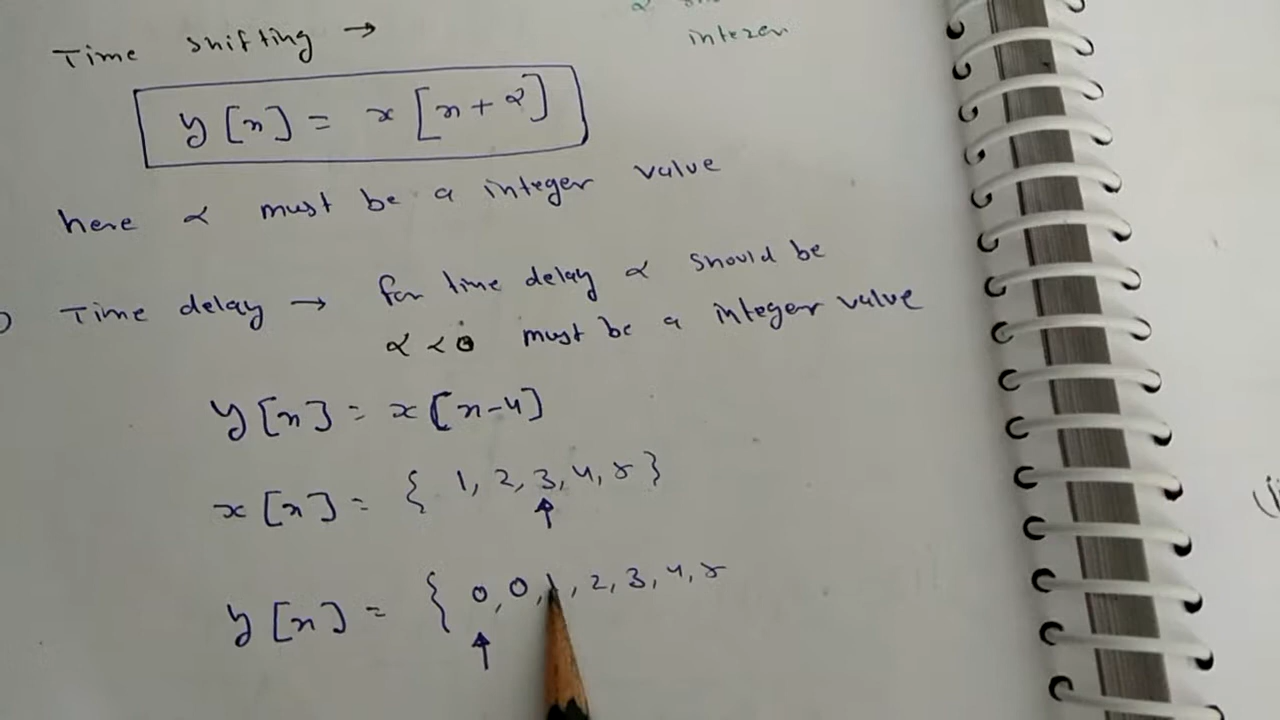 Time shifting →
integer
y[n] = x[n+α]
here α must be a integer value
Time delay → for time delay α should be
α < 0 must be a integer value
y[n] = x[n-4]
x[n] = { 1, 2, 3, 4, 5 }
↑
y[n] = { 0, 0, 1, 2, 3, 4, 5
↑